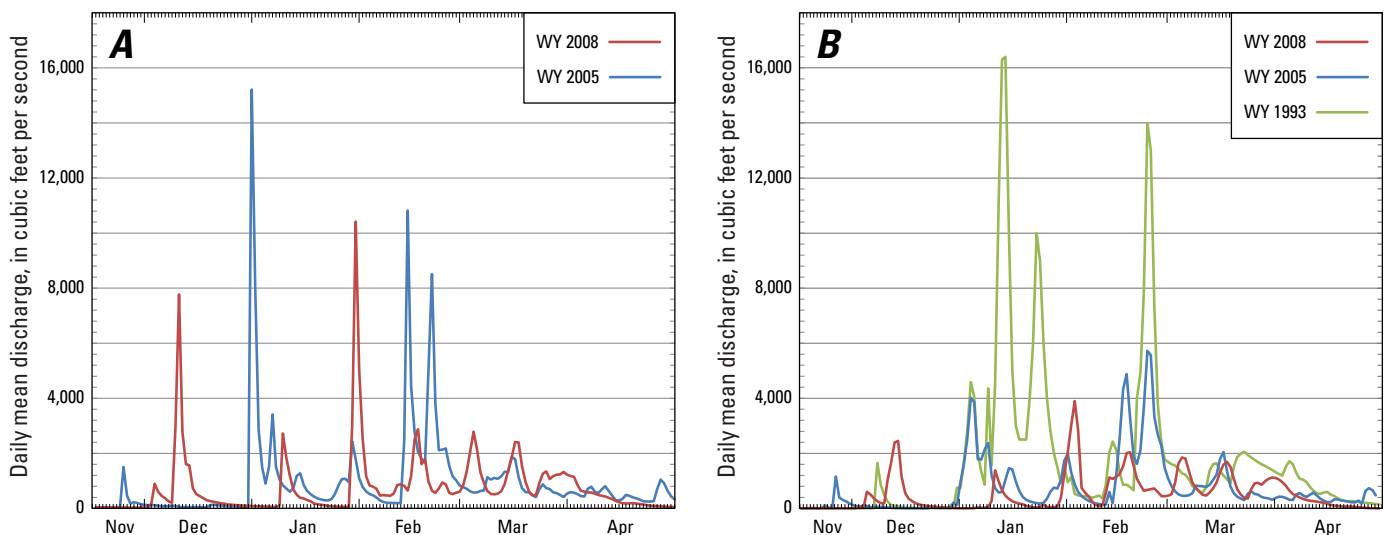 A
WY 2008
WY 2005
Daily mean discharge, in cubic feet per second
16,000
12,000
8,000
4,000
0
Nov Dec Jan Feb Mar Apr
B
WY 2008
WY 2005
WY 1993
Daily mean discharge, in cubic feet per second
16,000
12,000
8,000
4,000
0
Nov Dec Jan Feb Mar Apr